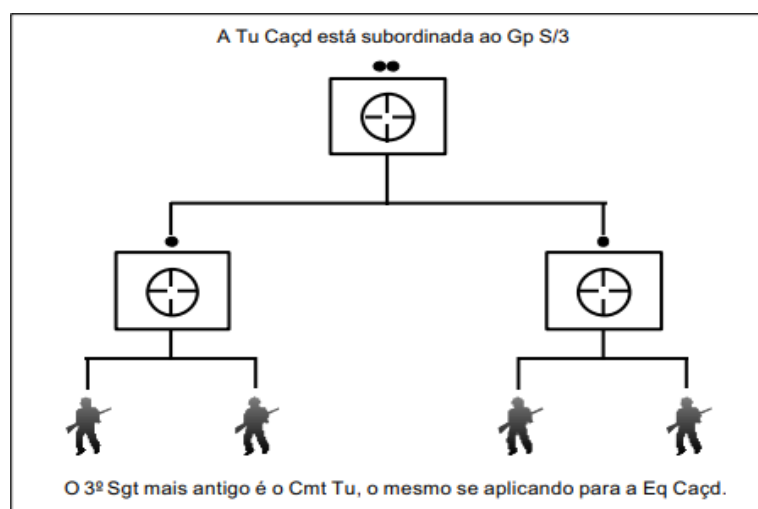 A Tu Caçd está subordinada ao Gp S/3
O 3º Sgt mais antigo é o Cmt Tu, o mesmo se aplicando para a Eq Caçd.